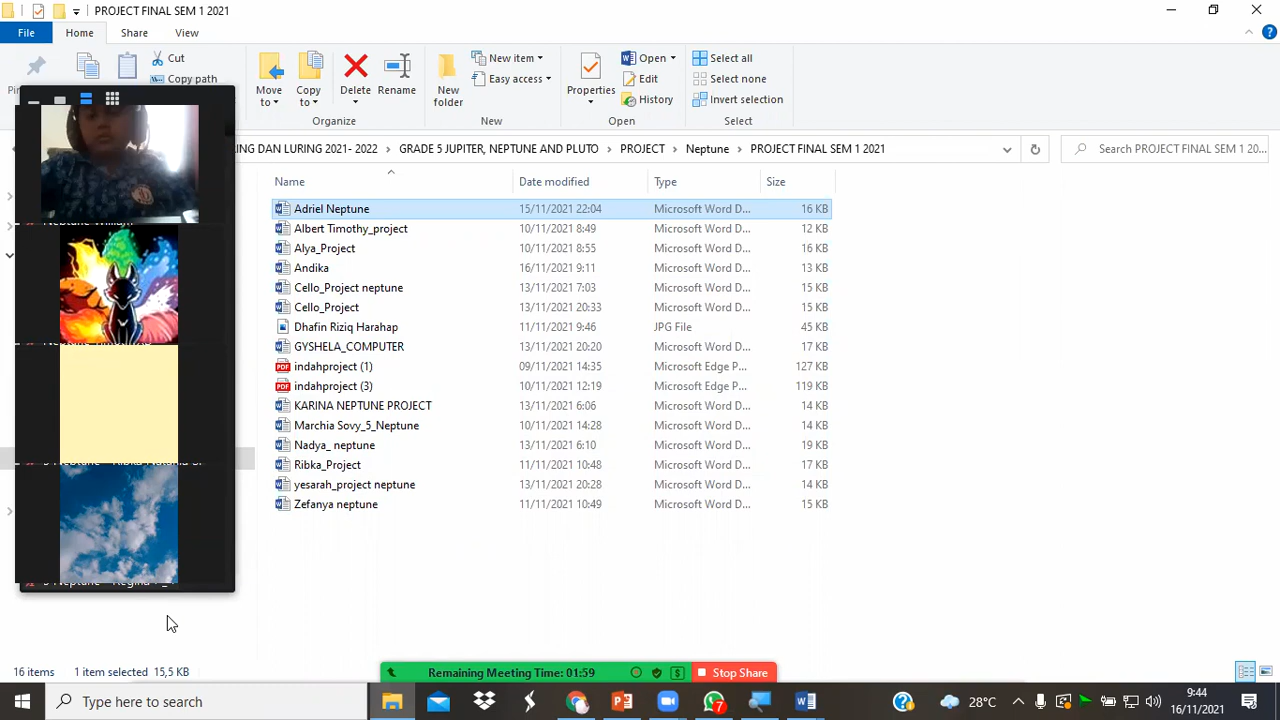 PROJECT FINAL SEM 1 2021
File Home Share View
Cut
Copy path
Move to
Copy to
Delete
Rename
Organize
New folder
New item
Easy access
New
Properties
Open
Edit
History
Open
Select all
Select none
Invert selection
Select
ING DAN LURING 2021- 2022 > GRADE 5 JUPITER, NEPTUNE AND PLUTO > PROJECT > Neptune > PROJECT FINAL SEM 1 2021
Search PROJECT FINAL SEM 1 20...
Name Date modified Type Size
Adriel Neptune 15/11/2021 22:04 Microsoft Word D... 16 KB
Albert Timothy_project 10/11/2021 8:49 Microsoft Word D... 12 KB
Alya_Project 10/11/2021 8:55 Microsoft Word D... 16 KB
Andika 16/11/2021 9:11 Microsoft Word D... 13 KB
Cello_Project neptune 13/11/2021 7:03 Microsoft Word D... 15 KB
Cello_Project 13/11/2021 20:33 Microsoft Word D... 15 KB
Dhafin Riziq Harahap 11/11/2021 9:46 JPG File 45 KB
GYSHELA_COMPUTER 13/11/2021 20:20 Microsoft Word D... 17 KB
indahproject (1) 09/11/2021 14:35 Microsoft Edge P... 127 KB
indahproject (3) 10/11/2021 12:19 Microsoft Edge P... 119 KB
KARINA NEPTUNE PROJECT 13/11/2021 6:06 Microsoft Word D... 14 KB
Marchia Sovy_5_Neptune 10/11/2021 14:28 Microsoft Word D... 14 KB
Nadya_ neptune 13/11/2021 6:10 Microsoft Word D... 19 KB
Ribka_Project 11/11/2021 10:48 Microsoft Word D... 17 KB
yesarah_project neptune 13/11/2021 20:28 Microsoft Word D... 14 KB
Zefanya neptune 11/11/2021 10:49 Microsoft Word D... 15 KB
16 items 1 item selected 15,5 KB
Remaining Meeting Time: 01:59
Stop Share
Type here to search
7
28°C
9:44
16/11/2021